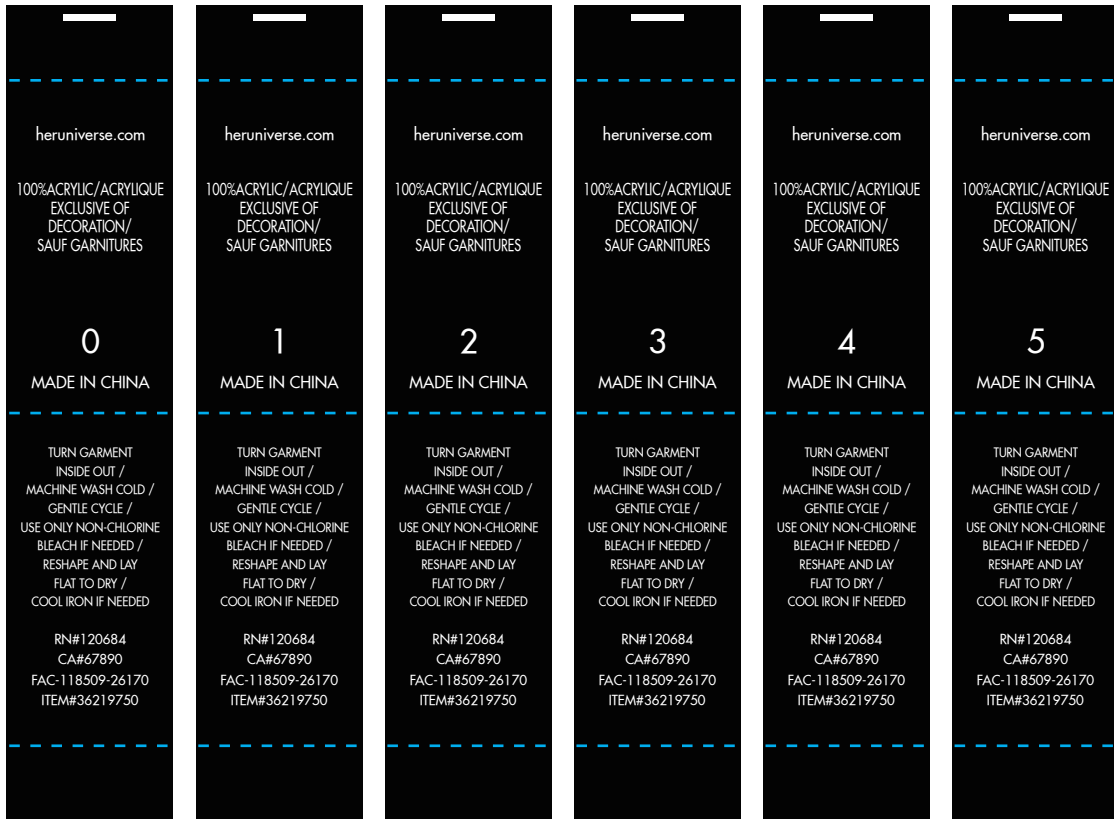 heruniverse.com
100%ACRYLIC/ACRYLIQUE
EXCLUSIVE OF
DECORATION/
SAUF GARNITURES
0
MADE IN CHINA
TURN GARMENT
INSIDE OUT /
MACHINE WASH COLD /
GENTLE CYCLE /
USE ONLY NON-CHLORINE
BLEACH IF NEEDED /
RESHAPE AND LAY
FLAT TO DRY /
COOL IRON IF NEEDED
RN#120684
CA#67890
FAC-118509-26170
ITEM#36219750
heruniverse.com
100%ACRYLIC/ACRYLIQUE
EXCLUSIVE OF
DECORATION/
SAUF GARNITURES
1
MADE IN CHINA
TURN GARMENT
INSIDE OUT /
MACHINE WASH COLD /
GENTLE CYCLE /
USE ONLY NON-CHLORINE
BLEACH IF NEEDED /
RESHAPE AND LAY
FLAT TO DRY /
COOL IRON IF NEEDED
RN#120684
CA#67890
FAC-118509-26170
ITEM#36219750
heruniverse.com
100%ACRYLIC/ACRYLIQUE
EXCLUSIVE OF
DECORATION/
SAUF GARNITURES
2
MADE IN CHINA
TURN GARMENT
INSIDE OUT /
MACHINE WASH COLD /
GENTLE CYCLE /
USE ONLY NON-CHLORINE
BLEACH IF NEEDED /
RESHAPE AND LAY
FLAT TO DRY /
COOL IRON IF NEEDED
RN#120684
CA#67890
FAC-118509-26170
ITEM#36219750
heruniverse.com
100%ACRYLIC/ACRYLIQUE
EXCLUSIVE OF
DECORATION/
SAUF GARNITURES
3
MADE IN CHINA
TURN GARMENT
INSIDE OUT /
MACHINE WASH COLD /
GENTLE CYCLE /
USE ONLY NON-CHLORINE
BLEACH IF NEEDED /
RESHAPE AND LAY
FLAT TO DRY /
COOL IRON IF NEEDED
RN#120684
CA#67890
FAC-118509-26170
ITEM#36219750
heruniverse.com
100%ACRYLIC/ACRYLIQUE
EXCLUSIVE OF
DECORATION/
SAUF GARNITURES
4
MADE IN CHINA
TURN GARMENT
INSIDE OUT /
MACHINE WASH COLD /
GENTLE CYCLE /
USE ONLY NON-CHLORINE
BLEACH IF NEEDED /
RESHAPE AND LAY
FLAT TO DRY /
COOL IRON IF NEEDED
RN#120684
CA#67890
FAC-118509-26170
ITEM#36219750
heruniverse.com
100%ACRYLIC/ACRYLIQUE
EXCLUSIVE OF
DECORATION/
SAUF GARNITURES
5
MADE IN CHINA
TURN GARMENT
INSIDE OUT /
MACHINE WASH COLD /
GENTLE CYCLE /
USE ONLY NON-CHLORINE
BLEACH IF NEEDED /
RESHAPE AND LAY
FLAT TO DRY /
COOL IRON IF NEEDED
RN#120684
CA#67890
FAC-118509-26170
ITEM#36219750